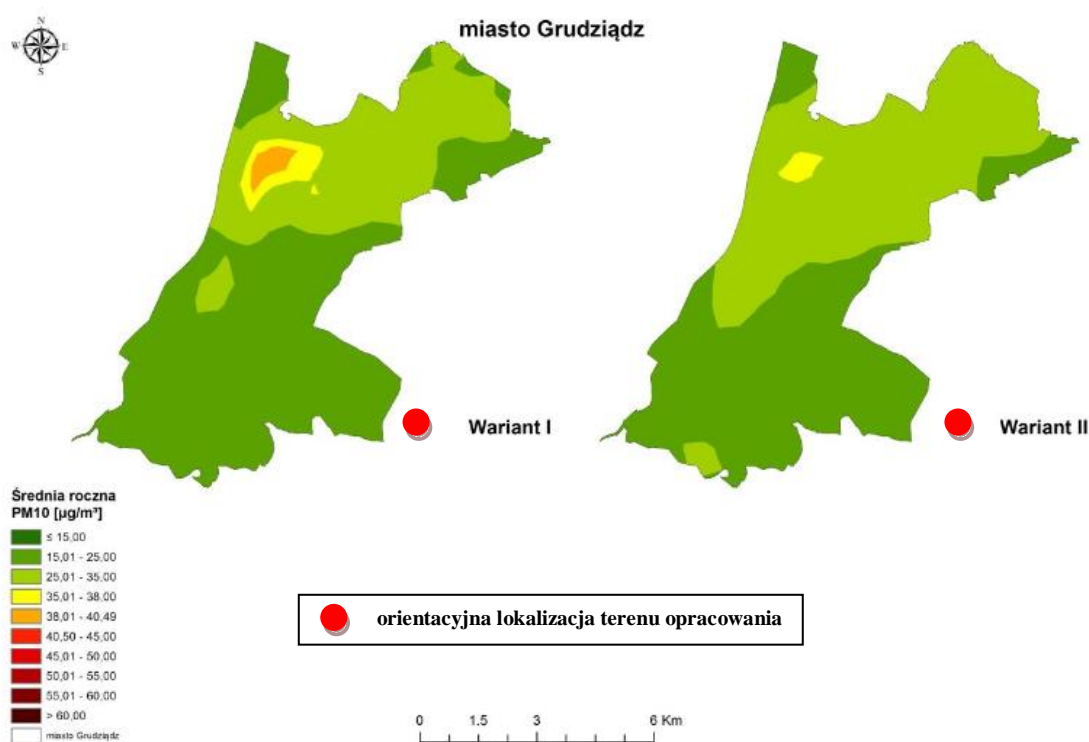 miasto Grudziądz
N
W E
S
Wariant I
Wariant II
Średnia roczna
PM10 [µg/m³]
≤ 15,00
15,01 - 25,00
25,01 - 35,00
35,01 - 38,00
38,01 - 40,49
40,50 - 45,00
45,01 - 50,00
50,01 - 55,00
55,01 - 60,00
> 60,00
miasto Grudziądz
orientacyjna lokalizacja terenu opracowania
0 1.5 3 6 Km